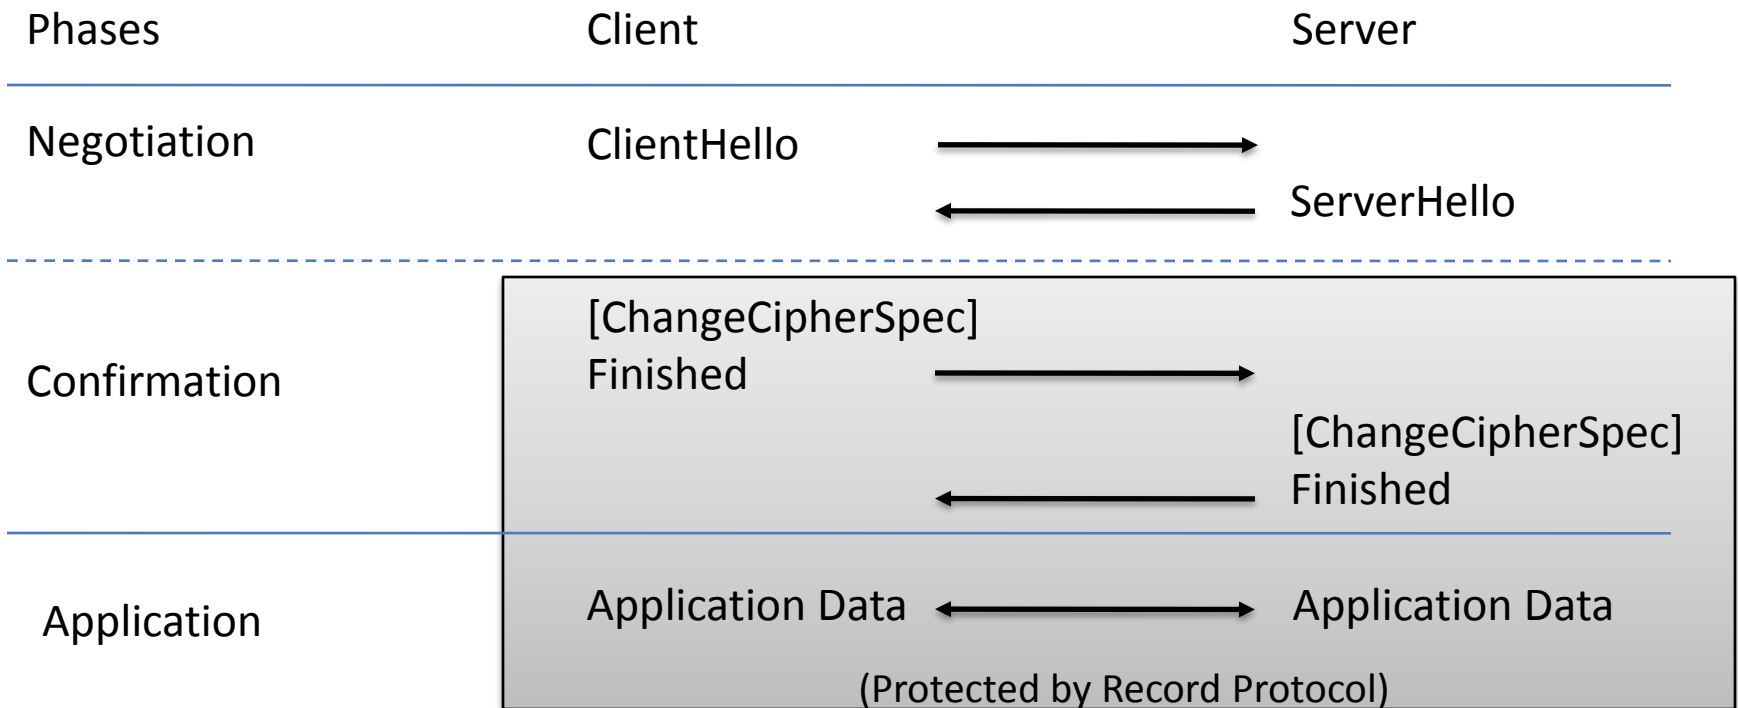 Phases Client Server
Negotiation ClientHello
ServerHello
[ChangeCipherSpec]
Confirmation Finished
[ChangeCipherSpec]
Finished
Application Application Data Application Data
(Protected by Record Protocol)